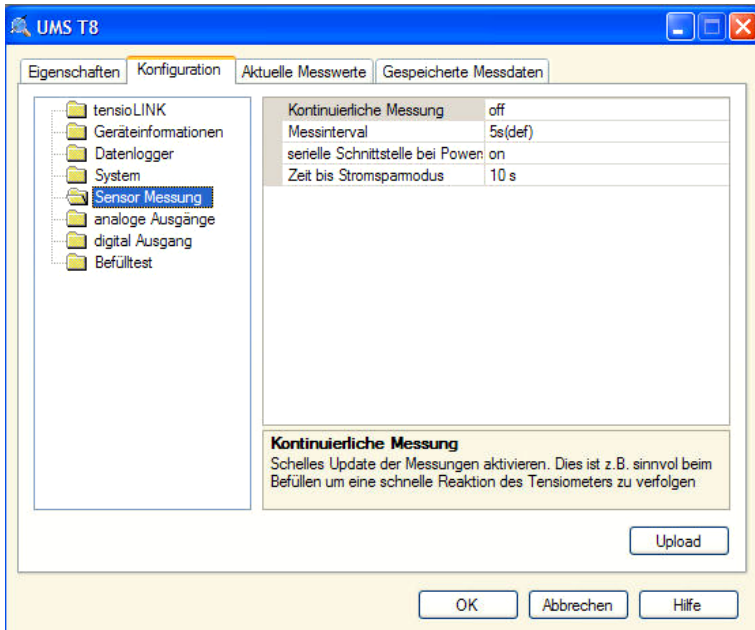 UMS T8
Eigenschaften Konfiguration Aktuelle Messwerte Gespeicherte Messdaten
tensioLINK
Geräteinformationen
Datenlogger
System
Sensor Messung
analoge Ausgänge
digital Ausgang
Befülltest
Kontinuierliche Messung off
Messinterval 5s(def)
serielle Schnittstelle bei Powers on
Zeit bis Stromsparmodus 10 s
Kontinuierliche Messung
Schelles Update der Messungen aktivieren. Dies ist z.B. sinnvol beim
Befüllen um eine schnelle Reaktion des Tensiometers zu verfolgen
Upload
OK Abbrechen Hilfe